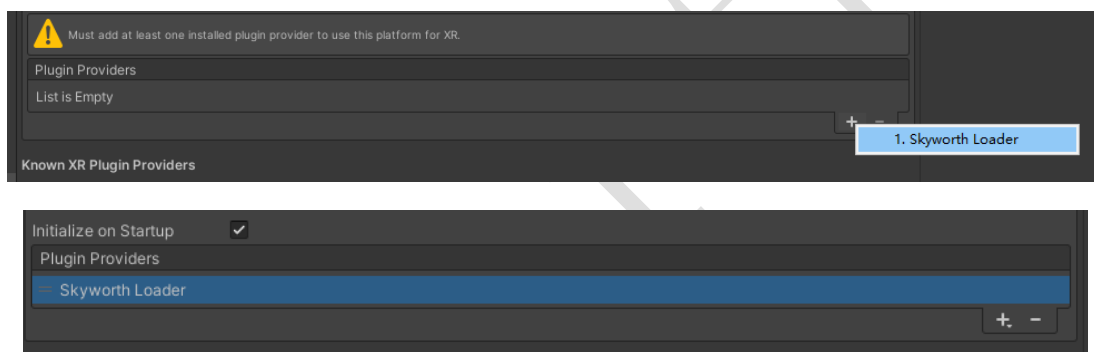 Must add at least one installed plugin provider to use this platform for XR.
Plugin Providers
List is Empty
1. Skyworth Loader
Known XR Plugin Providers
Initialize on Startup
Plugin Providers
Skyworth Loader